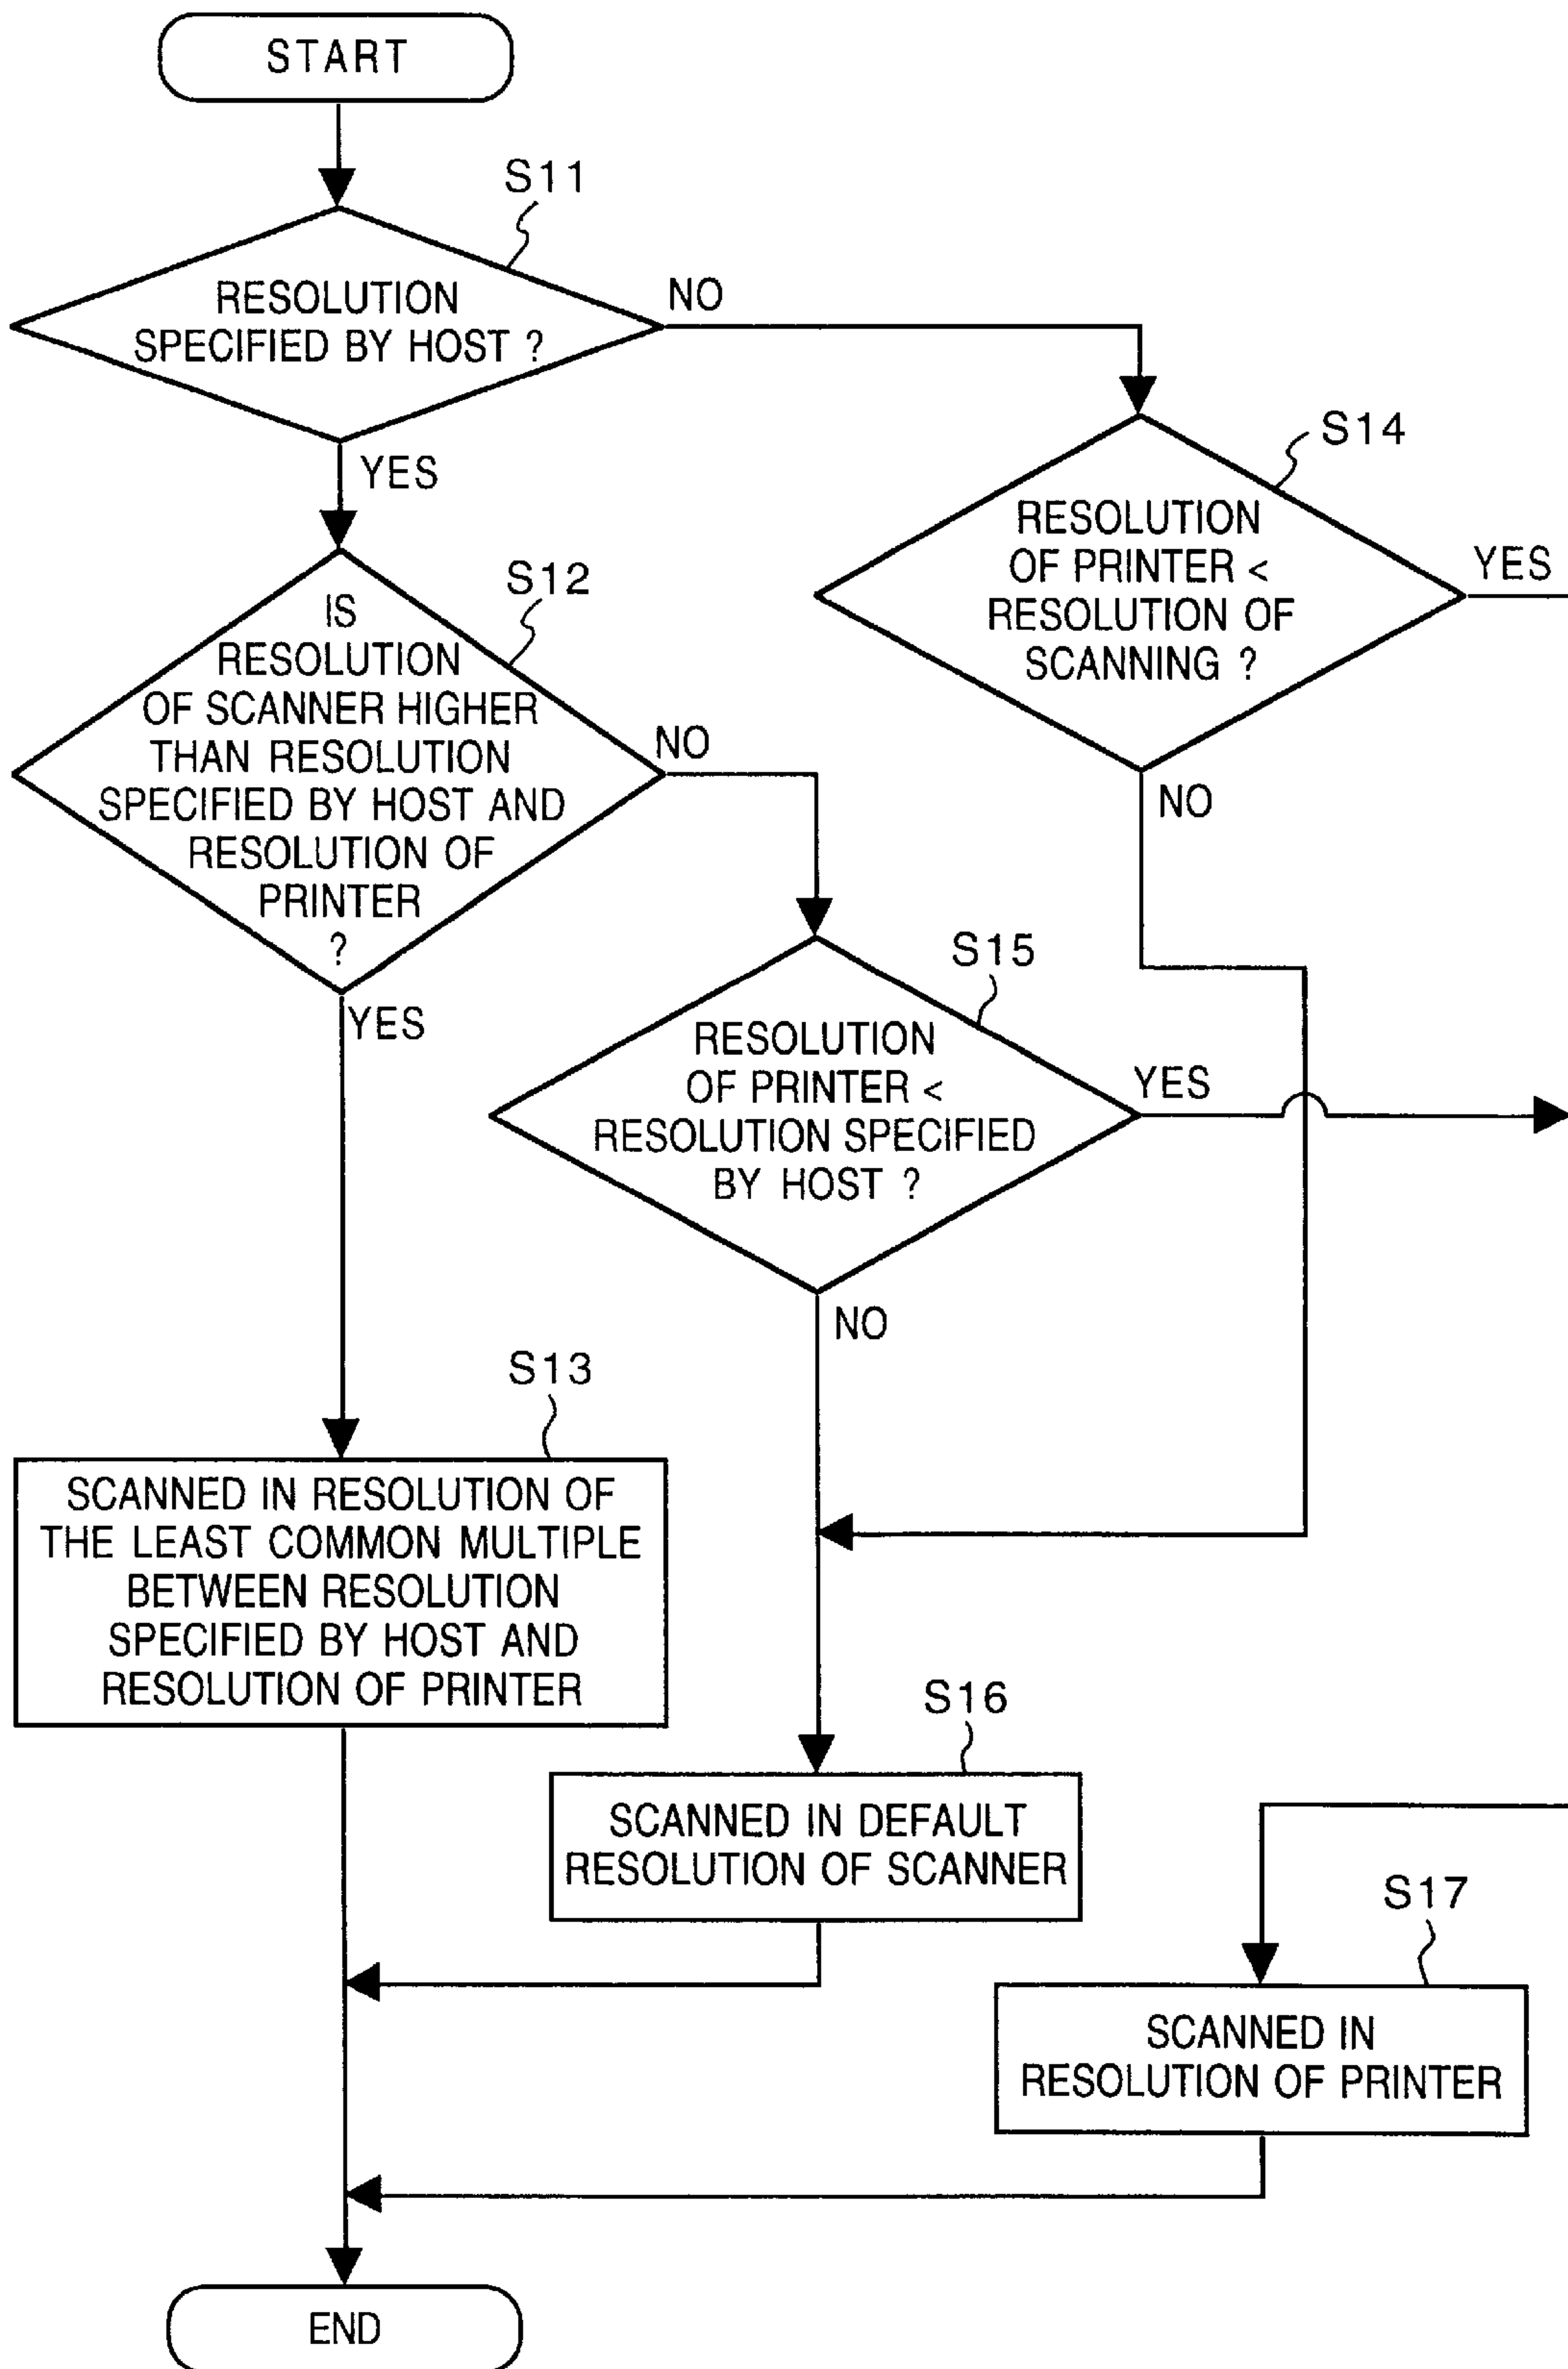 START
S11
RESOLUTION
SPECIFIED BY HOST ?
NO
YES
S14
RESOLUTION
OF PRINTER <
RESOLUTION OF
SCANNING ?
YES
NO
S12
IS
RESOLUTION
OF SCANNER HIGHER
THAN RESOLUTION
SPECIFIED BY HOST AND
RESOLUTION OF
PRINTER
?
NO
YES
S15
RESOLUTION
OF PRINTER <
RESOLUTION SPECIFIED
BY HOST ?
YES
NO
S13
SCANNED IN RESOLUTION OF
THE LEAST COMMON MULTIPLE
BETWEEN RESOLUTION
SPECIFIED BY HOST AND
RESOLUTION OF PRINTER
S16
SCANNED IN DEFAULT
RESOLUTION OF SCANNER
S17
SCANNED IN
RESOLUTION OF PRINTER
END